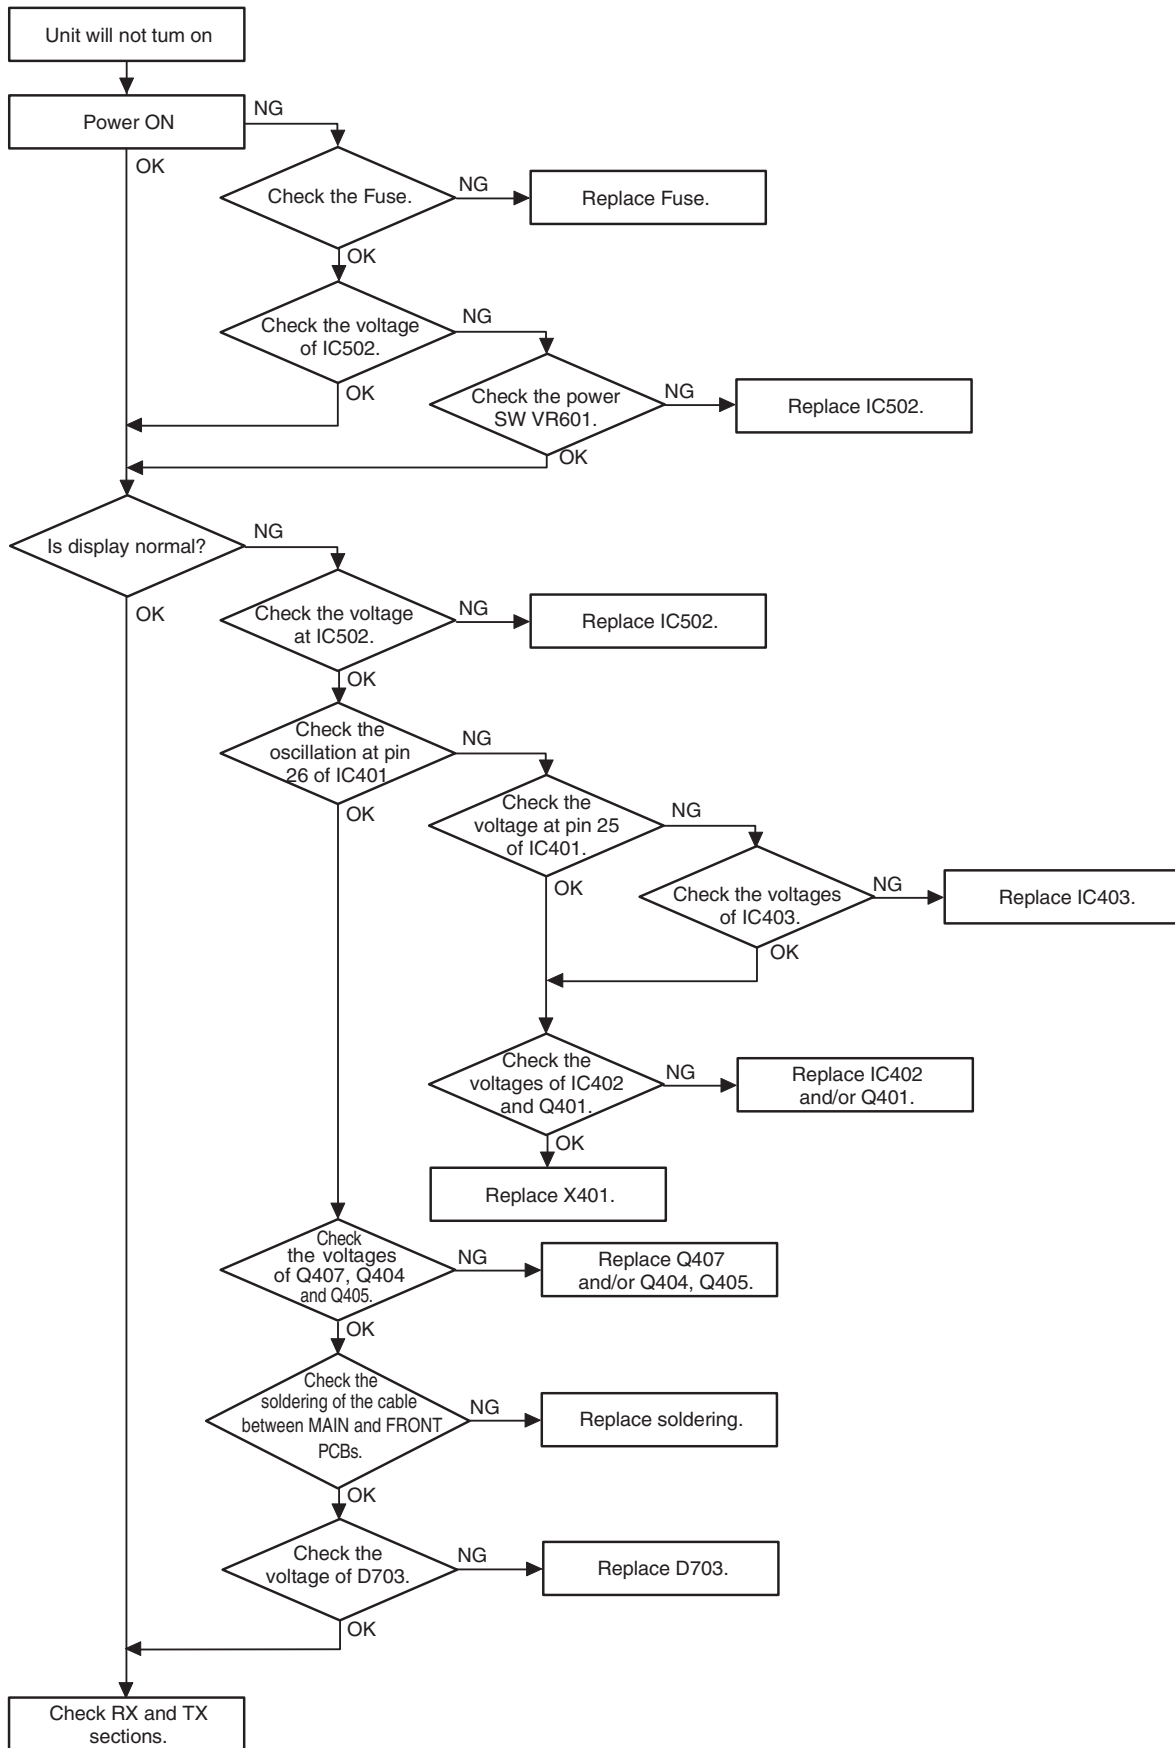 Unit will not tum on
Power ON
NG
OK
Check the Fuse.
NG
Replace Fuse.
OK
Check the voltage
of IC502.
NG
OK
Check the power
SW VR601.
NG
Replace IC502.
OK
Is display normal?
NG
OK
Check the voltage
at IC502.
NG
Replace IC502.
OK
Check the
oscillation at pin
26 of IC401
NG
OK
Check the
voltage at pin 25
of IC401.
NG
OK
Check the voltages
of IC403.
NG
Replace IC403.
OK
Check the
voltages of IC402
and Q401.
NG
Replace IC402
and/or Q401.
OK
Replace X401.
Check
the voltages
of Q407, Q404
and Q405.
NG
Replace Q407
and/or Q404, Q405.
OK
Check the
soldering of the cable
between MAIN and FRONT
PCBs.
NG
Replace soldering.
OK
Check the
voltage of D703.
NG
Replace D703.
OK
Check RX and TX
sections.